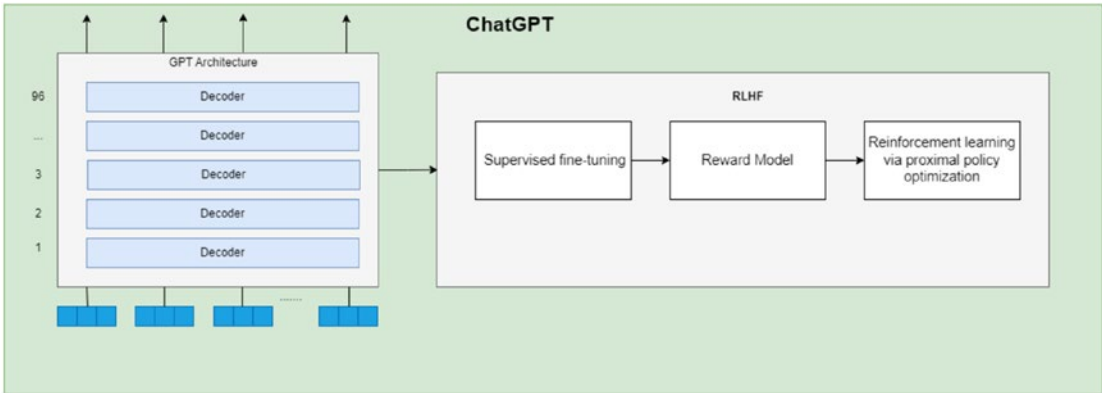 ChatGPT
GPT Architecture
96
Decoder
...
Decoder
3
Decoder
2
Decoder
1
Decoder
.......
RLHF
Supervised fine-tuning
Reward Model
Reinforcement learning
via proximal policy
optimization